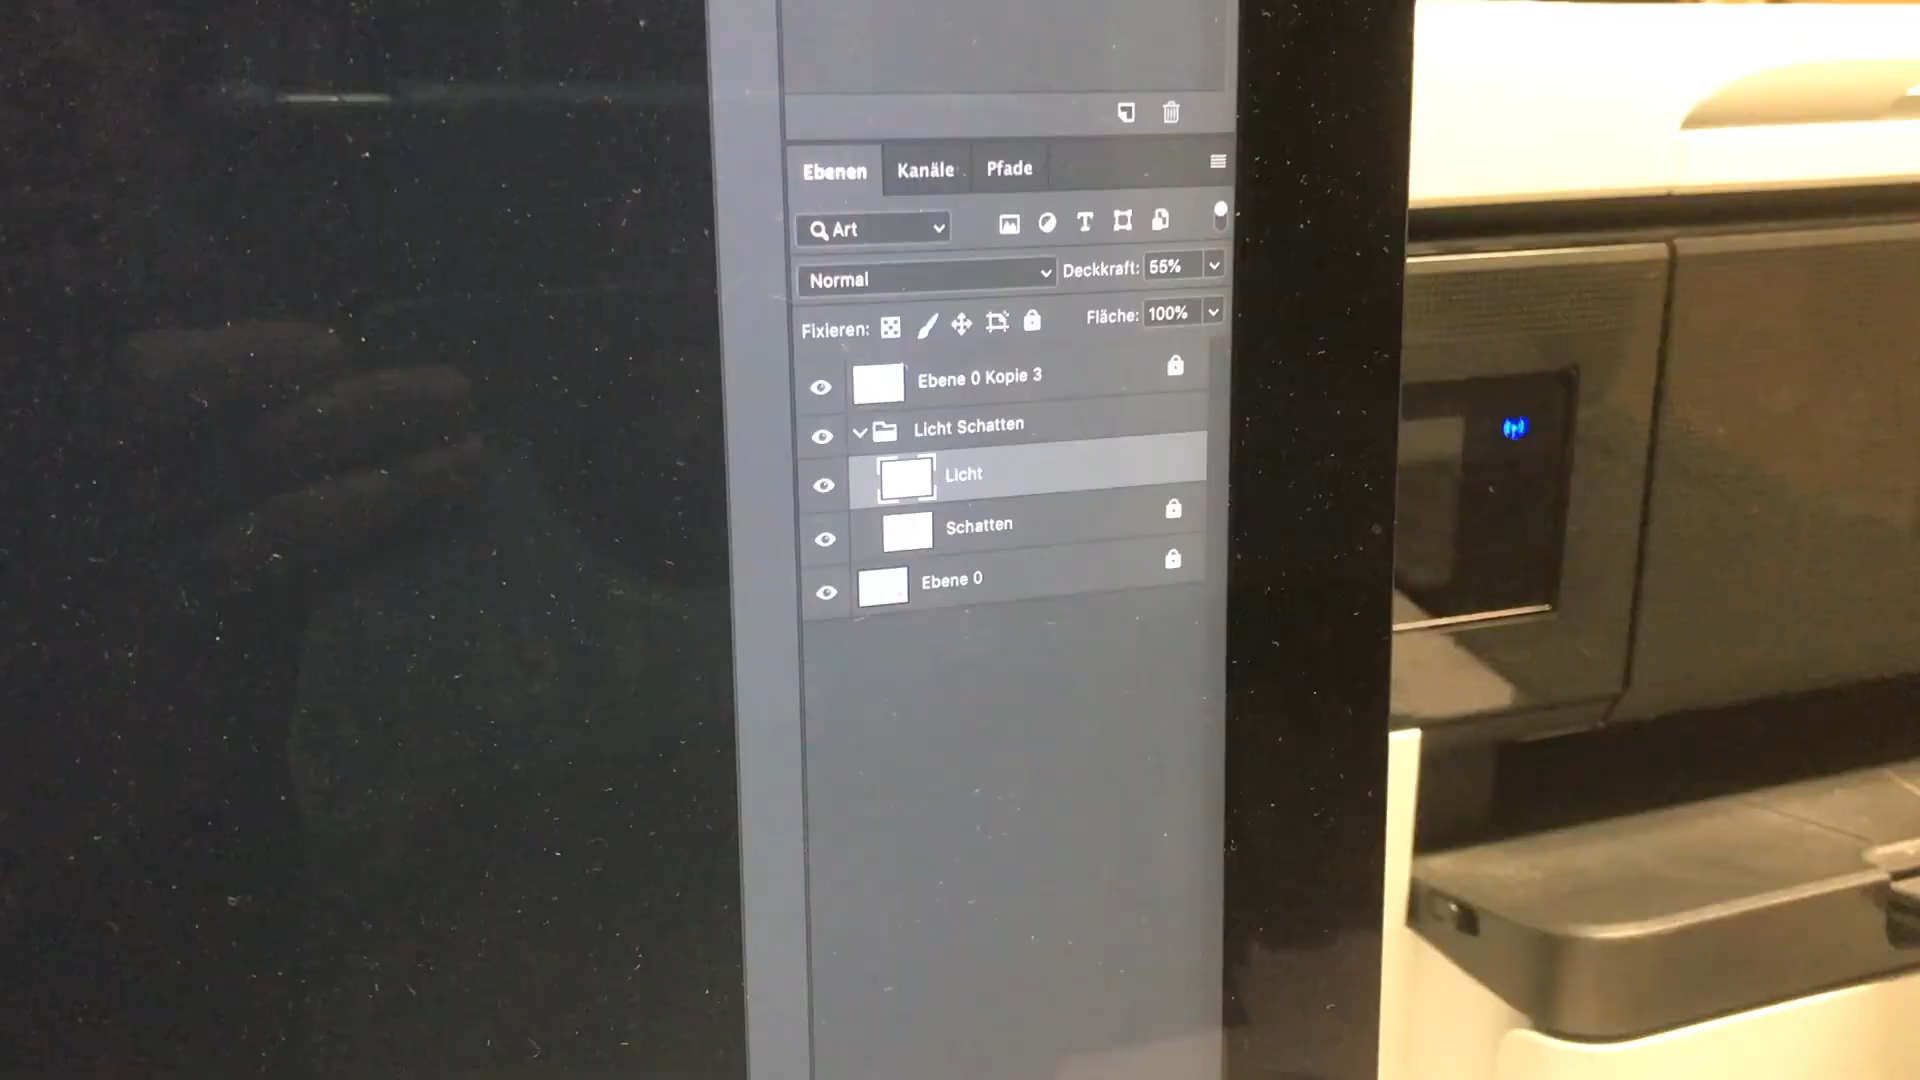 Ebenen Kanäle Pfade
Art
Normal Deckkraft: 55%
Fixieren: Fläche: 100%
Ebene 0 Kopie 3
Licht Schatten
Licht
Schatten
Ebene 0